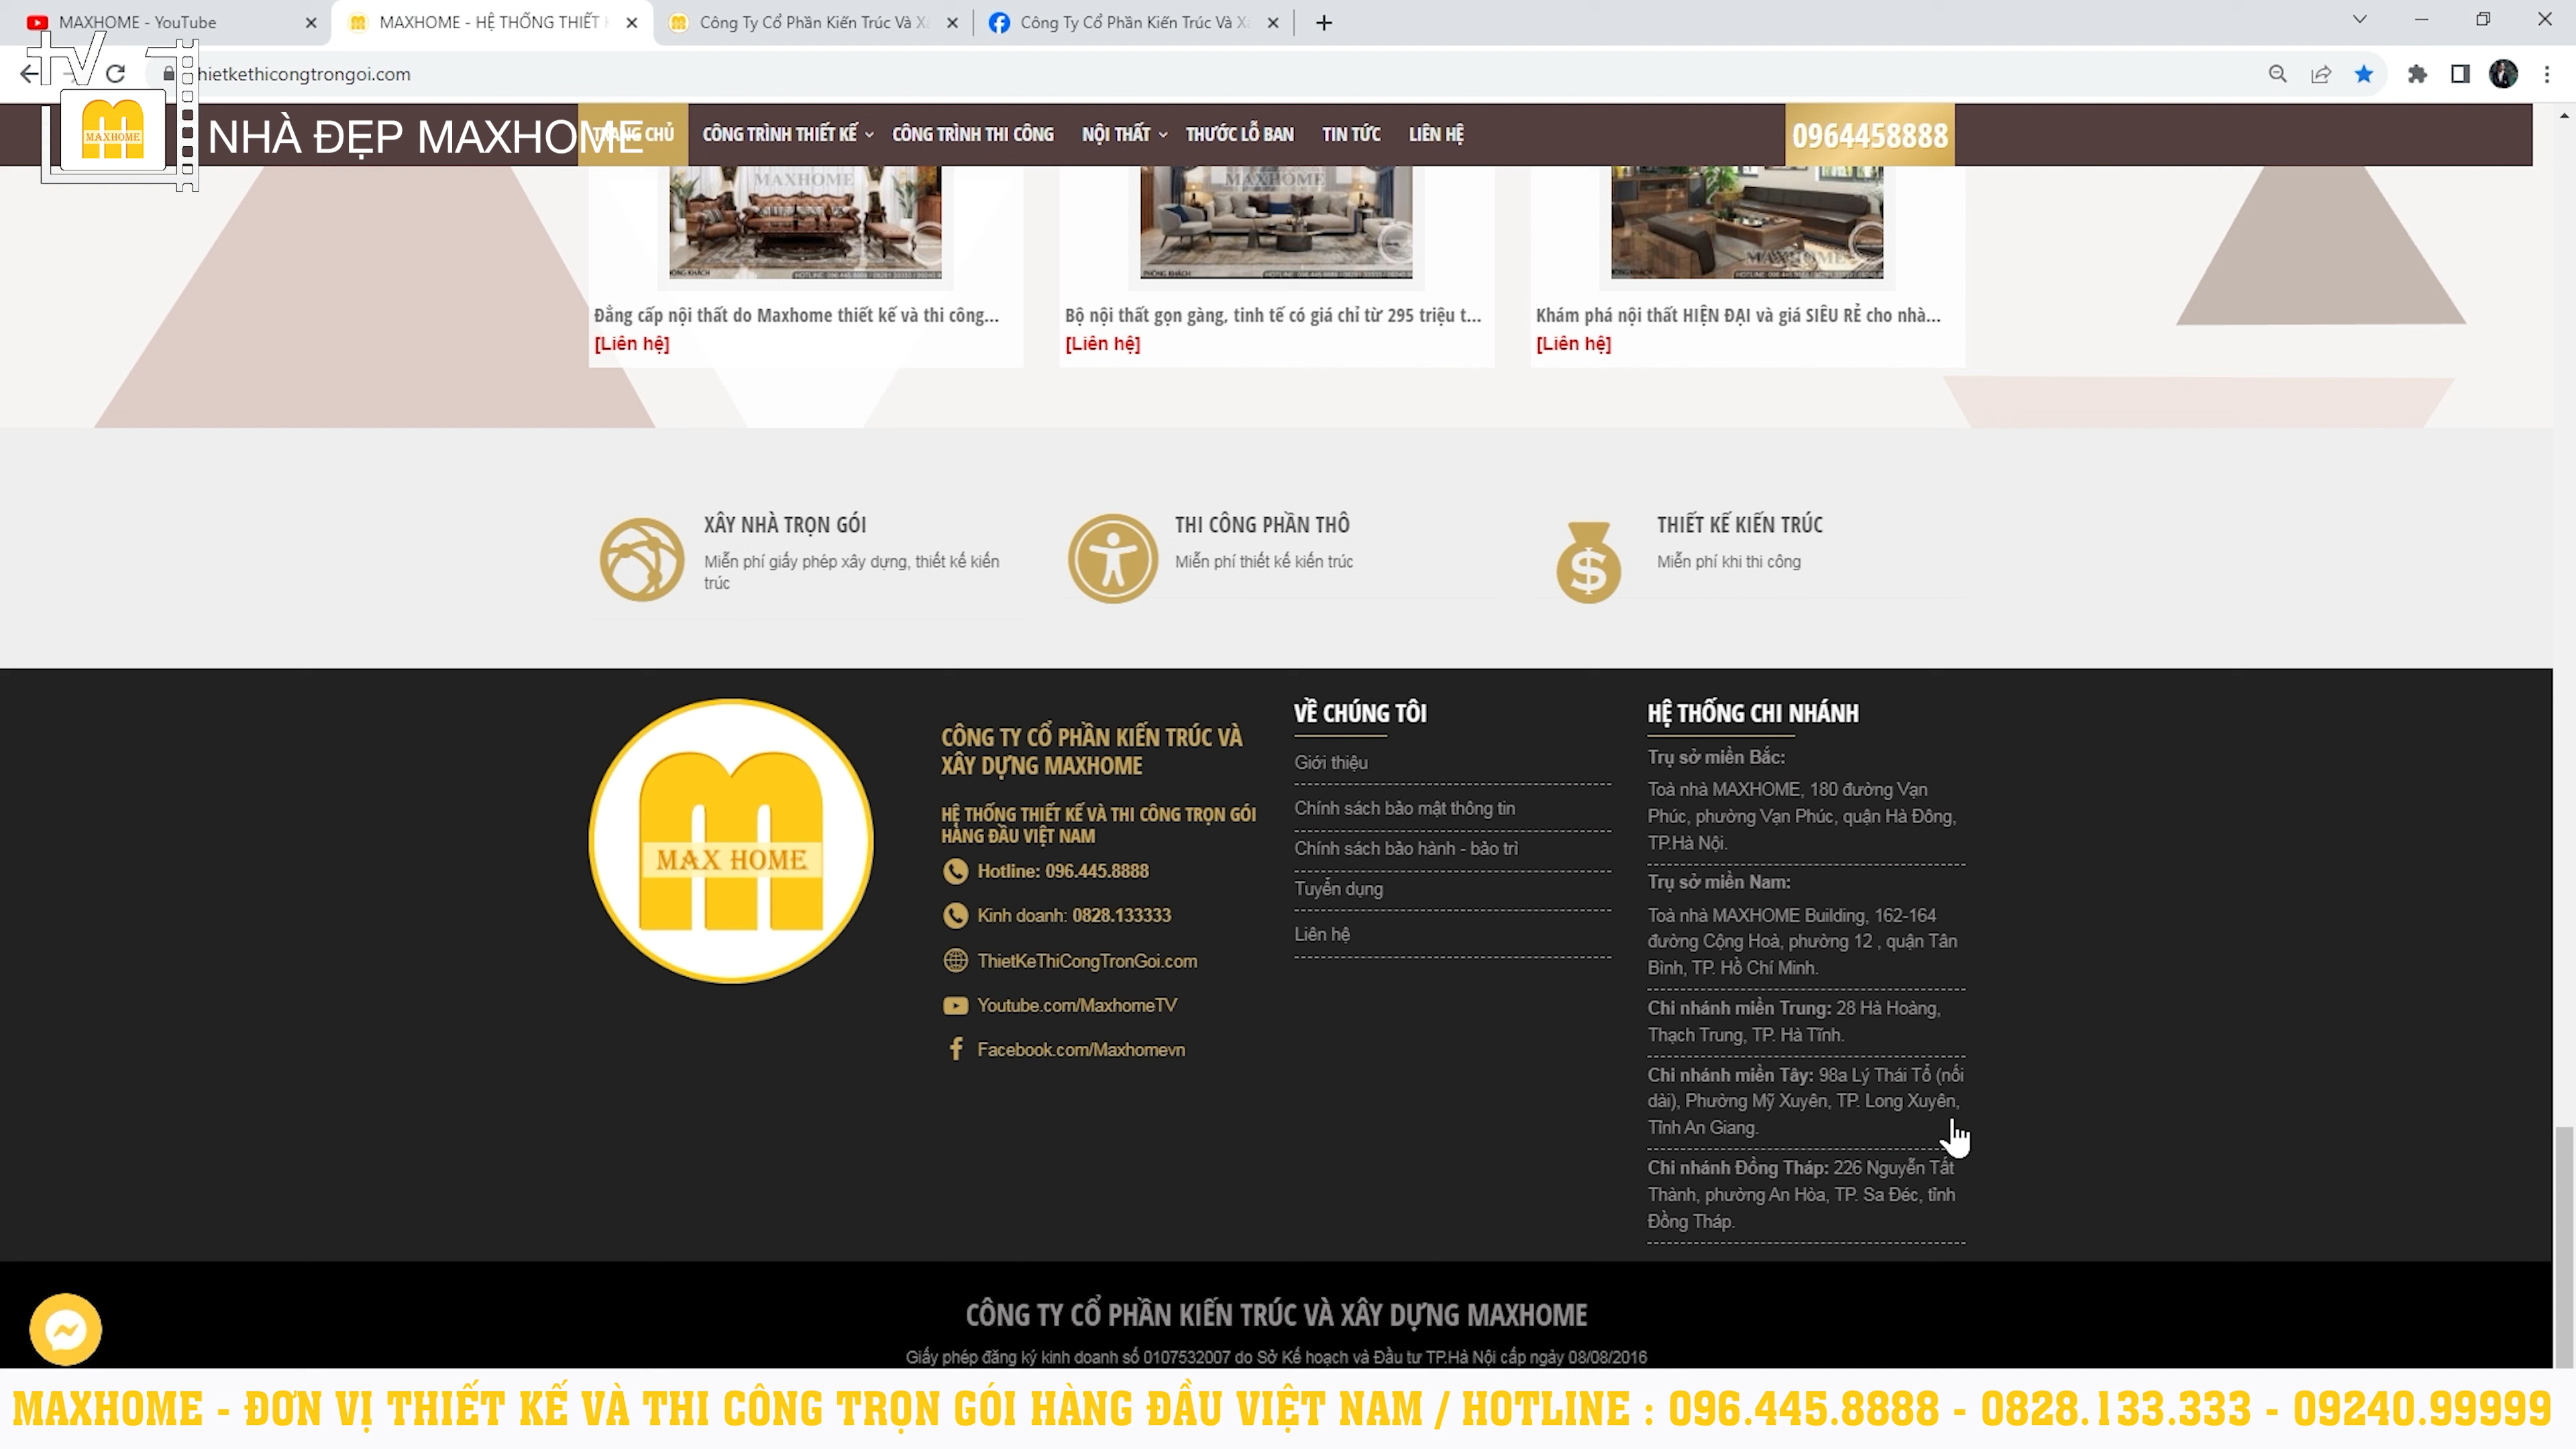 MAXHOME - YouTube
MAXHOME - HỆ THỐNG THIẾT
Công Ty Cổ Phần Kiến Trúc Và
Công Ty Cổ Phần Kiến Trúc Và
hietkethicongtrongoi.com
TV
MAXHOME
NHÀ ĐẸP MAXHOME
TRANG CHỦ
CÔNG TRÌNH THIẾT KẾ
CÔNG TRÌNH THI CÔNG
NỘI THẤT
THƯỚC LỖ BAN
TIN TỨC
LIÊN HỆ
0964458888
MAXHOME
MAXHOME
MAXHOME
PHÒNG KHÁCH
Đẳng cấp nội thất do Maxhome thiết kế và thi công...
[Liên hệ]
Bộ nội thất gọn gàng, tinh tế có giá chỉ từ 295 triệu t...
[Liên hệ]
Khám phá nội thất HIỆN ĐẠI và giá SIÊU RẺ cho nhà...
[Liên hệ]
XÂY NHÀ TRỌN GÓI
Miễn phí giấy phép xây dựng, thiết kế kiến
trúc
THI CÔNG PHẦN THÔ
Miễn phí thiết kế kiến trúc
THIẾT KẾ KIẾN TRÚC
Miễn phí khi thi công
MAX HOME
CÔNG TY CỔ PHẦN KIẾN TRÚC VÀ
XÂY DỰNG MAXHOME
HỆ THỐNG THIẾT KẾ VÀ THI CÔNG TRỌN GÓI
HÀNG ĐẦU VIỆT NAM
Hotline: 096.445.8888
Kinh doanh: 0828.133333
ThietKeThiCongTronGoi.com
Youtube.com/MaxhomeTV
Facebook.com/Maxhomevn
VỀ CHÚNG TÔI
Giới thiệu
Chính sách bảo mật thông tin
Chính sách bảo hành - bảo trì
Tuyển dụng
Liên hệ
HỆ THỐNG CHI NHÁNH
Trụ sở miền Bắc:
Toà nhà MAXHOME, 180 đường Vạn
Phúc, phường Vạn Phúc, quận Hà Đông,
TP.Hà Nội.
Trụ sở miền Nam:
Toà nhà MAXHOME Building, 162-164
đường Cộng Hoà, phường 12 , quận Tân
Bình, TP. Hồ Chí Minh.
Chi nhánh miền Trung: 28 Hà Hoàng,
Thạch Trung, TP. Hà Tĩnh.
Chi nhánh miền Tây: 98a Lý Thái Tổ (nối
dài), Phường Mỹ Xuyên, TP. Long Xuyên,
Tỉnh An Giang.
Chi nhánh Đồng Tháp: 226 Nguyễn Tất
Thành, phường An Hòa, TP. Sa Đéc, tỉnh
Đồng Tháp.
CÔNG TY CỔ PHẦN KIẾN TRÚC VÀ XÂY DỰNG MAXHOME
Giấy phép đăng ký kinh doanh số 0107532007 do Sở Kế hoạch và Đầu tư TP.Hà Nội cấp ngày 08/08/2016
MAXHOME - ĐƠN VỊ THIẾT KẾ VÀ THI CÔNG TRỌN GÓI HÀNG ĐẦU VIỆT NAM / HOTLINE : 096.445.8888 - 0828.133.333 - 09240.99999